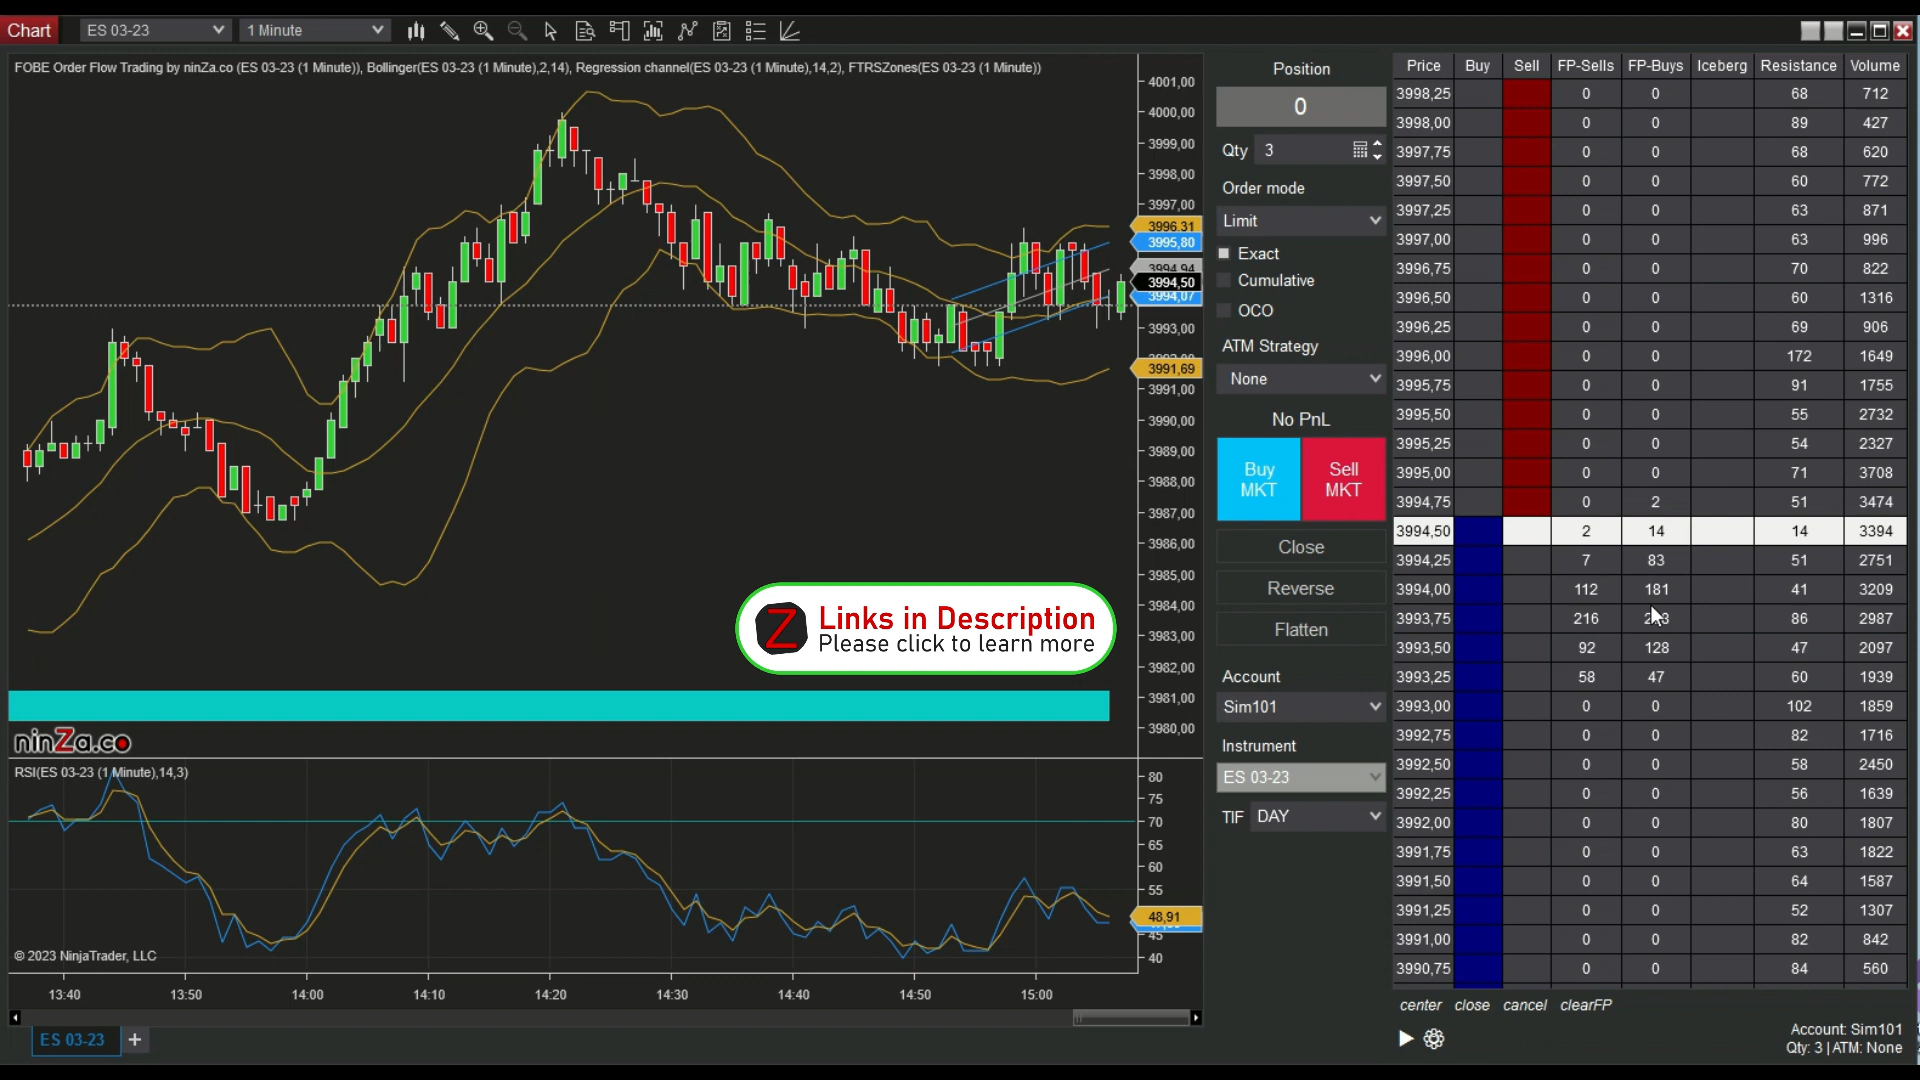 Chart
ES 03-23
1 Minute
FOBE Order Flow Trading by ninZa.co (ES 03-23 (1 Minute)), Bollinger(ES 03-23 (1 Minute),2,14), Regression channel(ES 03-23 (1 Minute),14,2), FTRSZones(ES 03-23 (1 Minute))
4001,00
4000,00
3999,00
3998,00
3997,00
3996,31
3995,80
3994,94
3994,50
3994,07
3993,00
3991,69
3991,00
3990,00
3989,00
3988,00
3987,00
3986,00
3985,00
3984,00
3983,00
3982,00
3981,00
3980,00
Links in Description
Please click to learn more
ninZa.co
RSI(ES 03-23 (1 Minute),14,3)
80
75
70
65
60
55
48,91
45
40
© 2023 NinjaTrader, LLC
13:40 13:50 14:00 14:10 14:20 14:30 14:40 14:50 15:00
ES 03-23 +
Position
0
Qty 3
Order mode
Limit
Exact
Cumulative
OCO
ATM Strategy
None
No PnL
Buy MKT
Sell MKT
Close
Reverse
Flatten
Account
Sim101
Instrument
ES 03-23
TIF DAY
Price Buy Sell FP-Sells FP-Buys Iceberg Resistance Volume
3998,25 0 0 68 712
3998,00 0 0 89 427
3997,75 0 0 68 620
3997,50 0 0 60 772
3997,25 0 0 63 871
3997,00 0 0 63 996
3996,75 0 0 70 822
3996,50 0 0 60 1316
3996,25 0 0 69 906
3996,00 0 0 172 1649
3995,75 0 0 91 1755
3995,50 0 0 55 2732
3995,25 0 0 54 2327
3995,00 0 0 71 3708
3994,75 0 2 51 3474
3994,50 2 14 14 3394
3994,25 7 83 51 2751
3994,00 112 181 41 3209
3993,75 216 86 2987
3993,50 92 128 47 2097
3993,25 58 47 60 1939
3993,00 0 0 102 1859
3992,75 0 0 82 1716
3992,50 0 0 58 2450
3992,25 0 0 56 1639
3992,00 0 0 80 1807
3991,75 0 0 63 1822
3991,50 0 0 64 1587
3991,25 0 0 52 1307
3991,00 0 0 82 842
3990,75 0 0 84 560
center close cancel clearFP
Account: Sim101
Qty: 3 | ATM: None